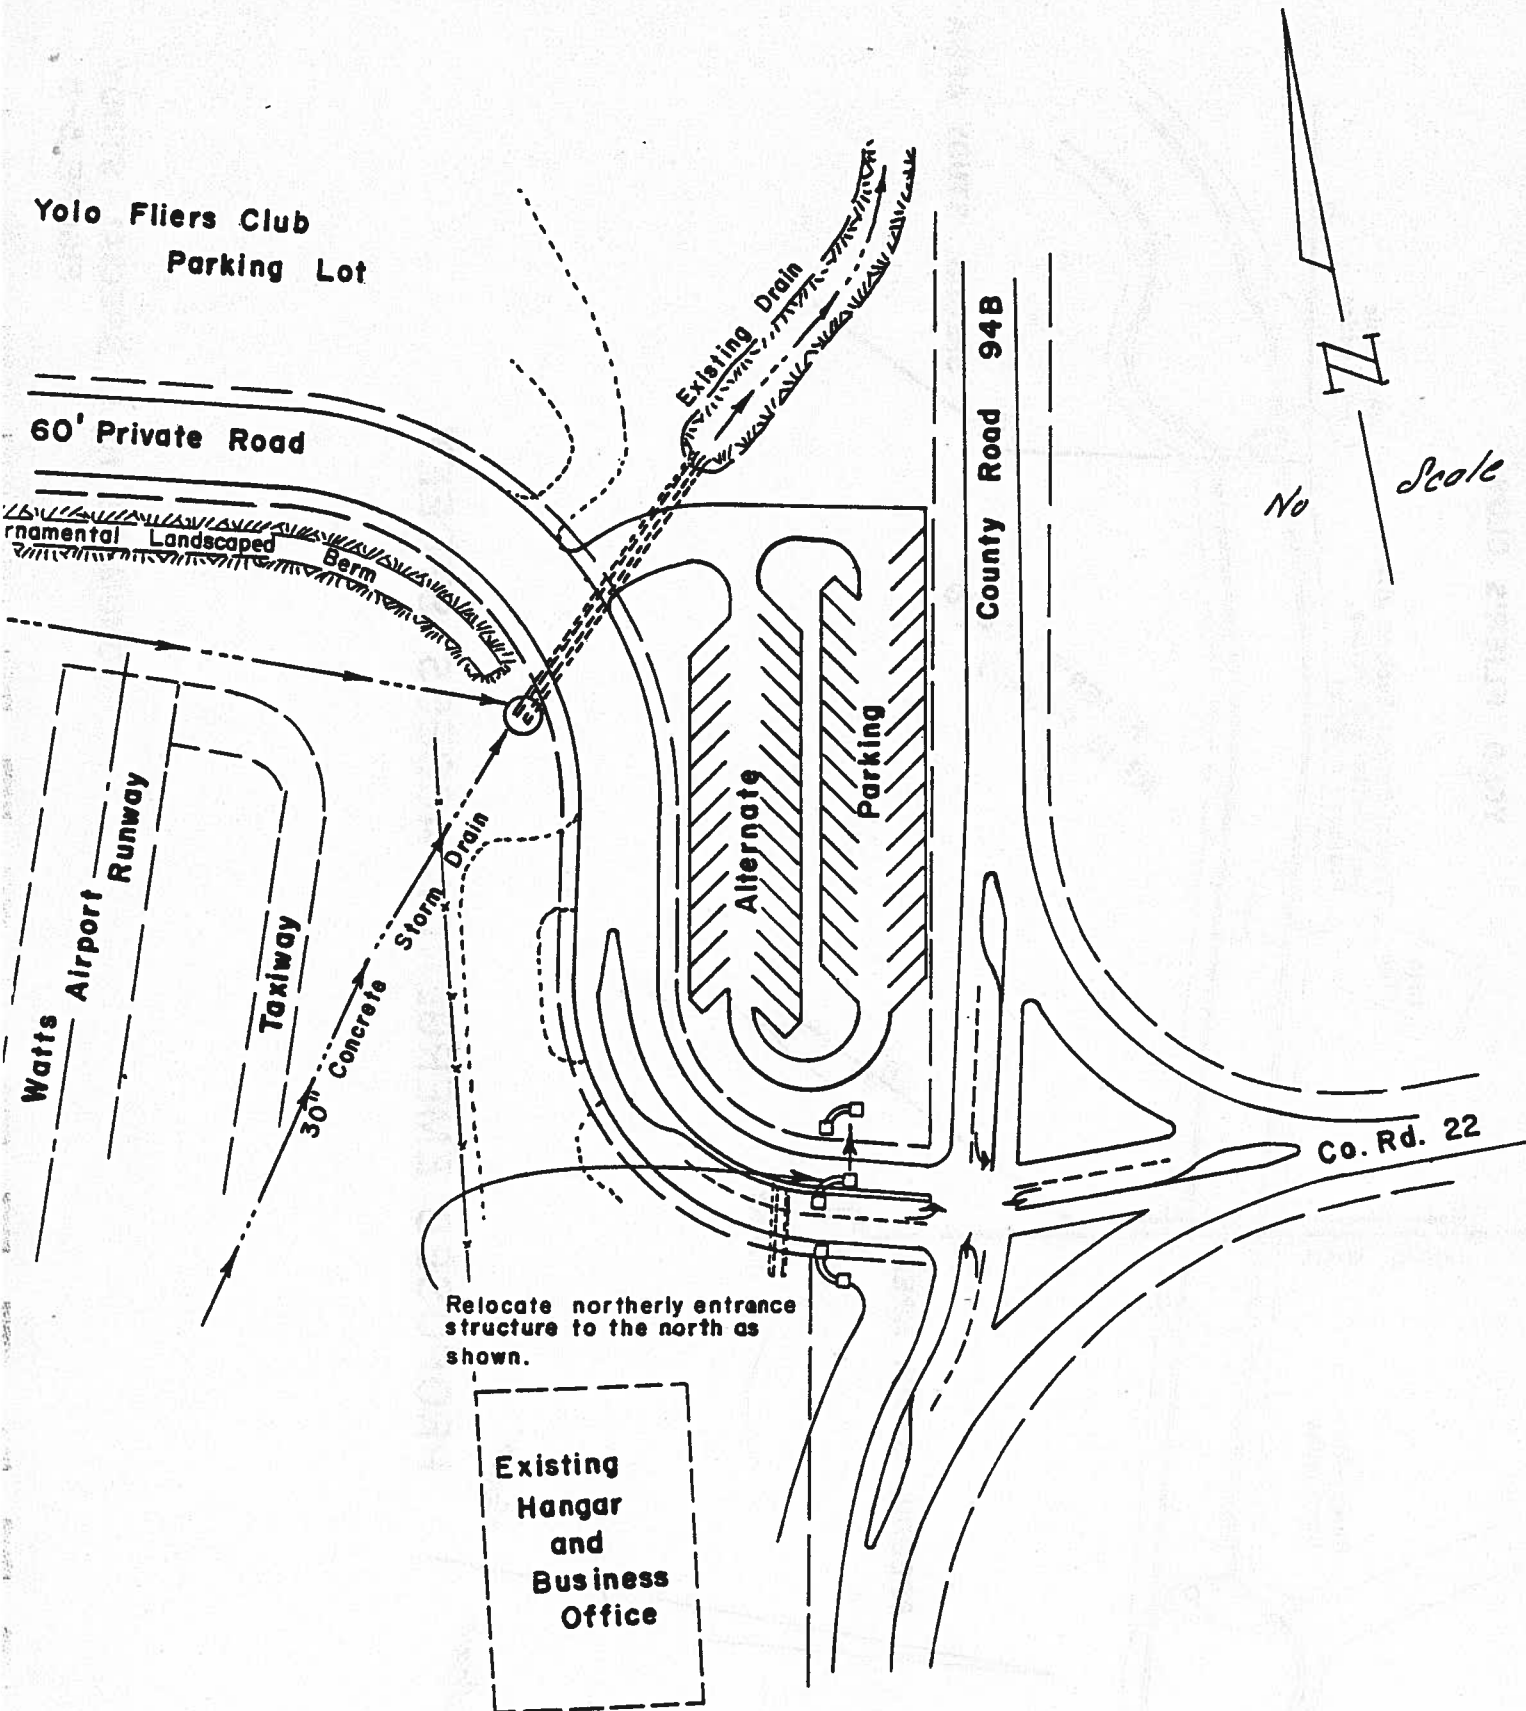 Yolo Fliers Club
Parking Lot
Existing Drain
County Road 94B
N
No Scale
60' Private Road
rnamental Landscaped Berm
Alternate Parking
Watts Airport Runway
Taxiway
30" Concrete Storm Drain
Co. Rd. 22
Relocate northerly entrance
structure to the north as
shown.
Existing
Hangar
and
Business
Office